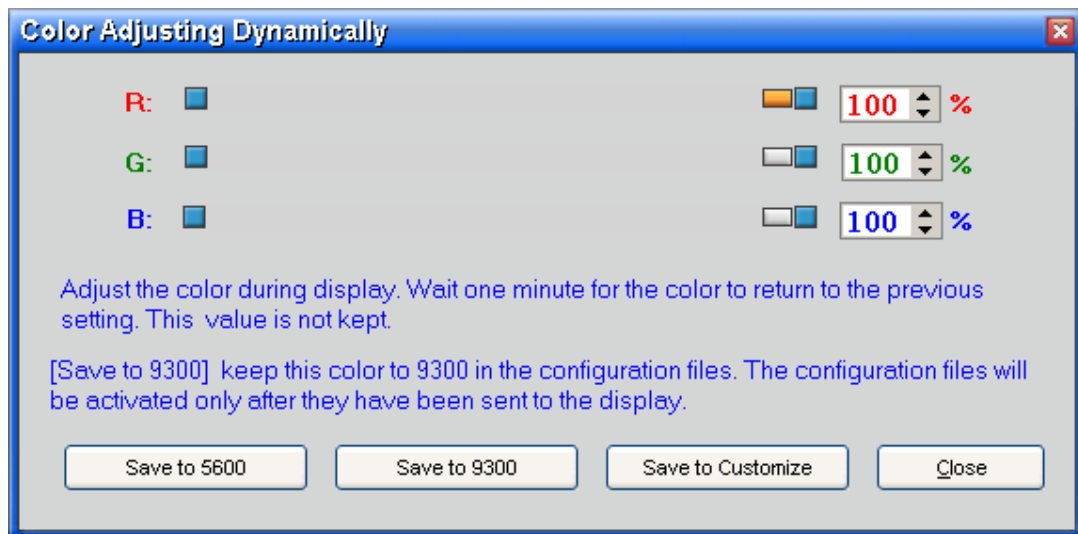 Color Adjusting Dynamically
R: 100 %
G: 100 %
B: 100 %
Adjust the color during display. Wait one minute for the color to return to the previous
setting. This value is not kept.
[Save to 9300] keep this color to 9300 in the configuration files. The configuration files will
be activated only after they have been sent to the display.
Save to 5600 Save to 9300 Save to Customize Close